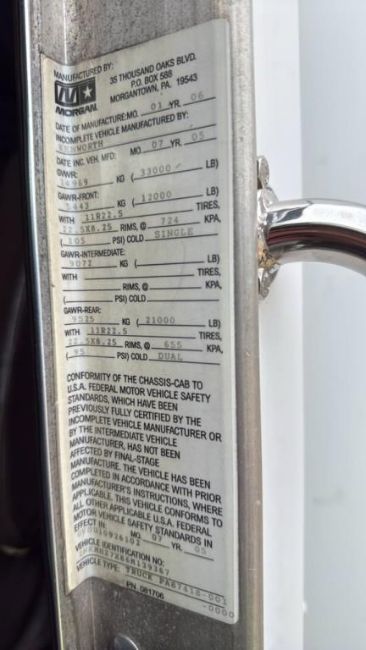 MANUFACTURED BY:
35 THOUSAND OAKS BLVD.
P.O. BOX 588
MORGANTOWN, PA. 19543
MORGAN
DATE OF MANUFACTURE: MO. 01 YR. 06
INCOMPLETE VEHICLE MANUFACTURED BY:
KENWORTH
DATE INC. VEH. MFD: MO 07 YR. 05
GVWR:
14969 KG ( 33000 LB)
GAWR-FRONT:
5443 KG ( 12000 LB)
WITH 11R22.5 TIRES,
22.5X8.25 RIMS, @ 724 KPA,
( 105 PSI) COLD SINGLE
GAWR-INTERMEDIATE:
9072 KG ( LB)
WITH TIRES,
RIMS, @ KPA,
( PSI) COLD
GAWR-REAR:
9525 KG ( 21000 LB)
WITH 11R22.5 TIRES,
22.5X8.25 RIMS, @ 655 KPA,
( 95 PSI) COLD DUAL
CONFORMITY OF THE CHASSIS-CAB TO
U.S.A. FEDERAL MOTOR VEHICLE SAFETY
STANDARDS, WHICH HAVE BEEN
PREVIOUSLY FULLY CERTIFIED BY THE
INCOMPLETE VEHICLE MANUFACTURER OR
BY THE INTERMEDIATE VEHICLE
MANUFACTURER, HAS NOT BEEN
AFFECTED BY FINAL-STAGE
MANUFACTURE. THE VEHICLE HAS BEEN
COMPLETED IN ACCORDANCE WITH PRIOR
MANUFACTURER'S INSTRUCTIONS, WHERE
APPLICABLE. THIS VEHICLE CONFORMS TO
ALL OTHER APPLICABLE U.S.A. FEDERAL
MOTOR VEHICLE SAFETY STANDARDS IN
EFFECT IN: MO 07 YR. 05
VEHICLE IDENTIFICATION NO:
VEHICLE TYPE: TRUCK
-0000
PN 081706